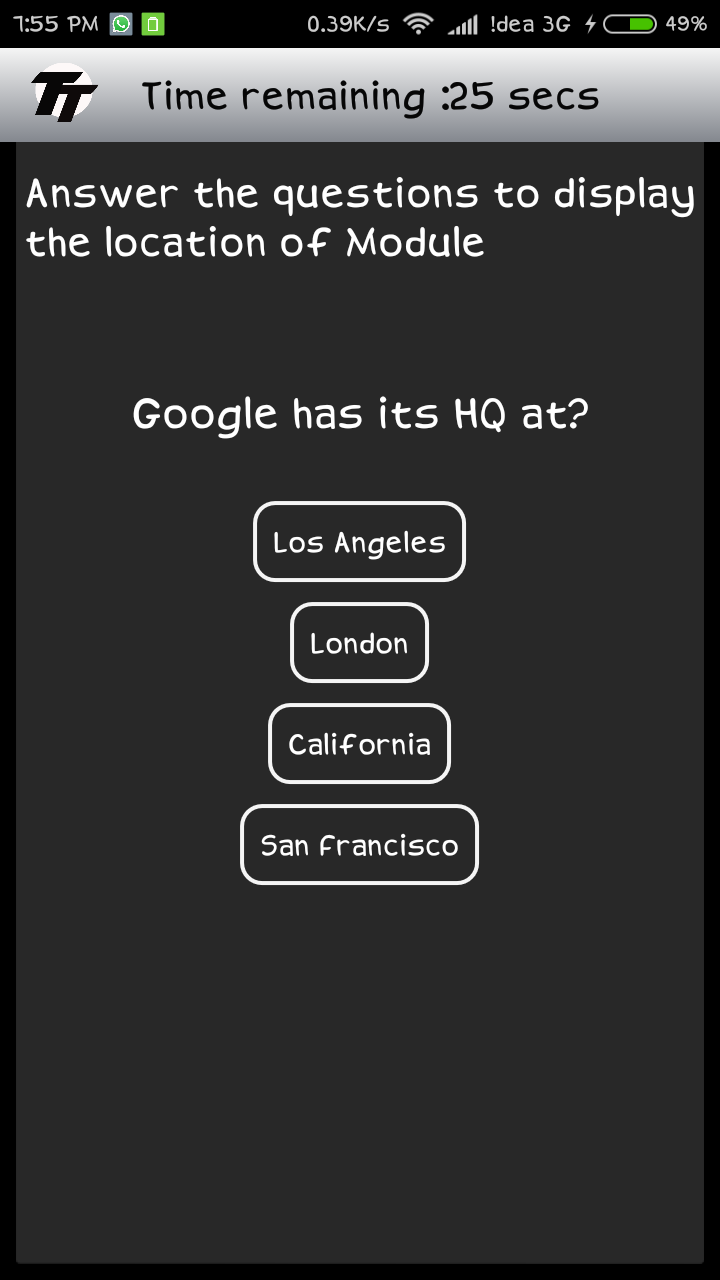 7:55 PM 0.39K/s !dea 3G 49%
TT Time remaining :25 secs
Answer the questions to display
the location of Module
Google has its HQ at?
Los Angeles
London
California
San Francisco